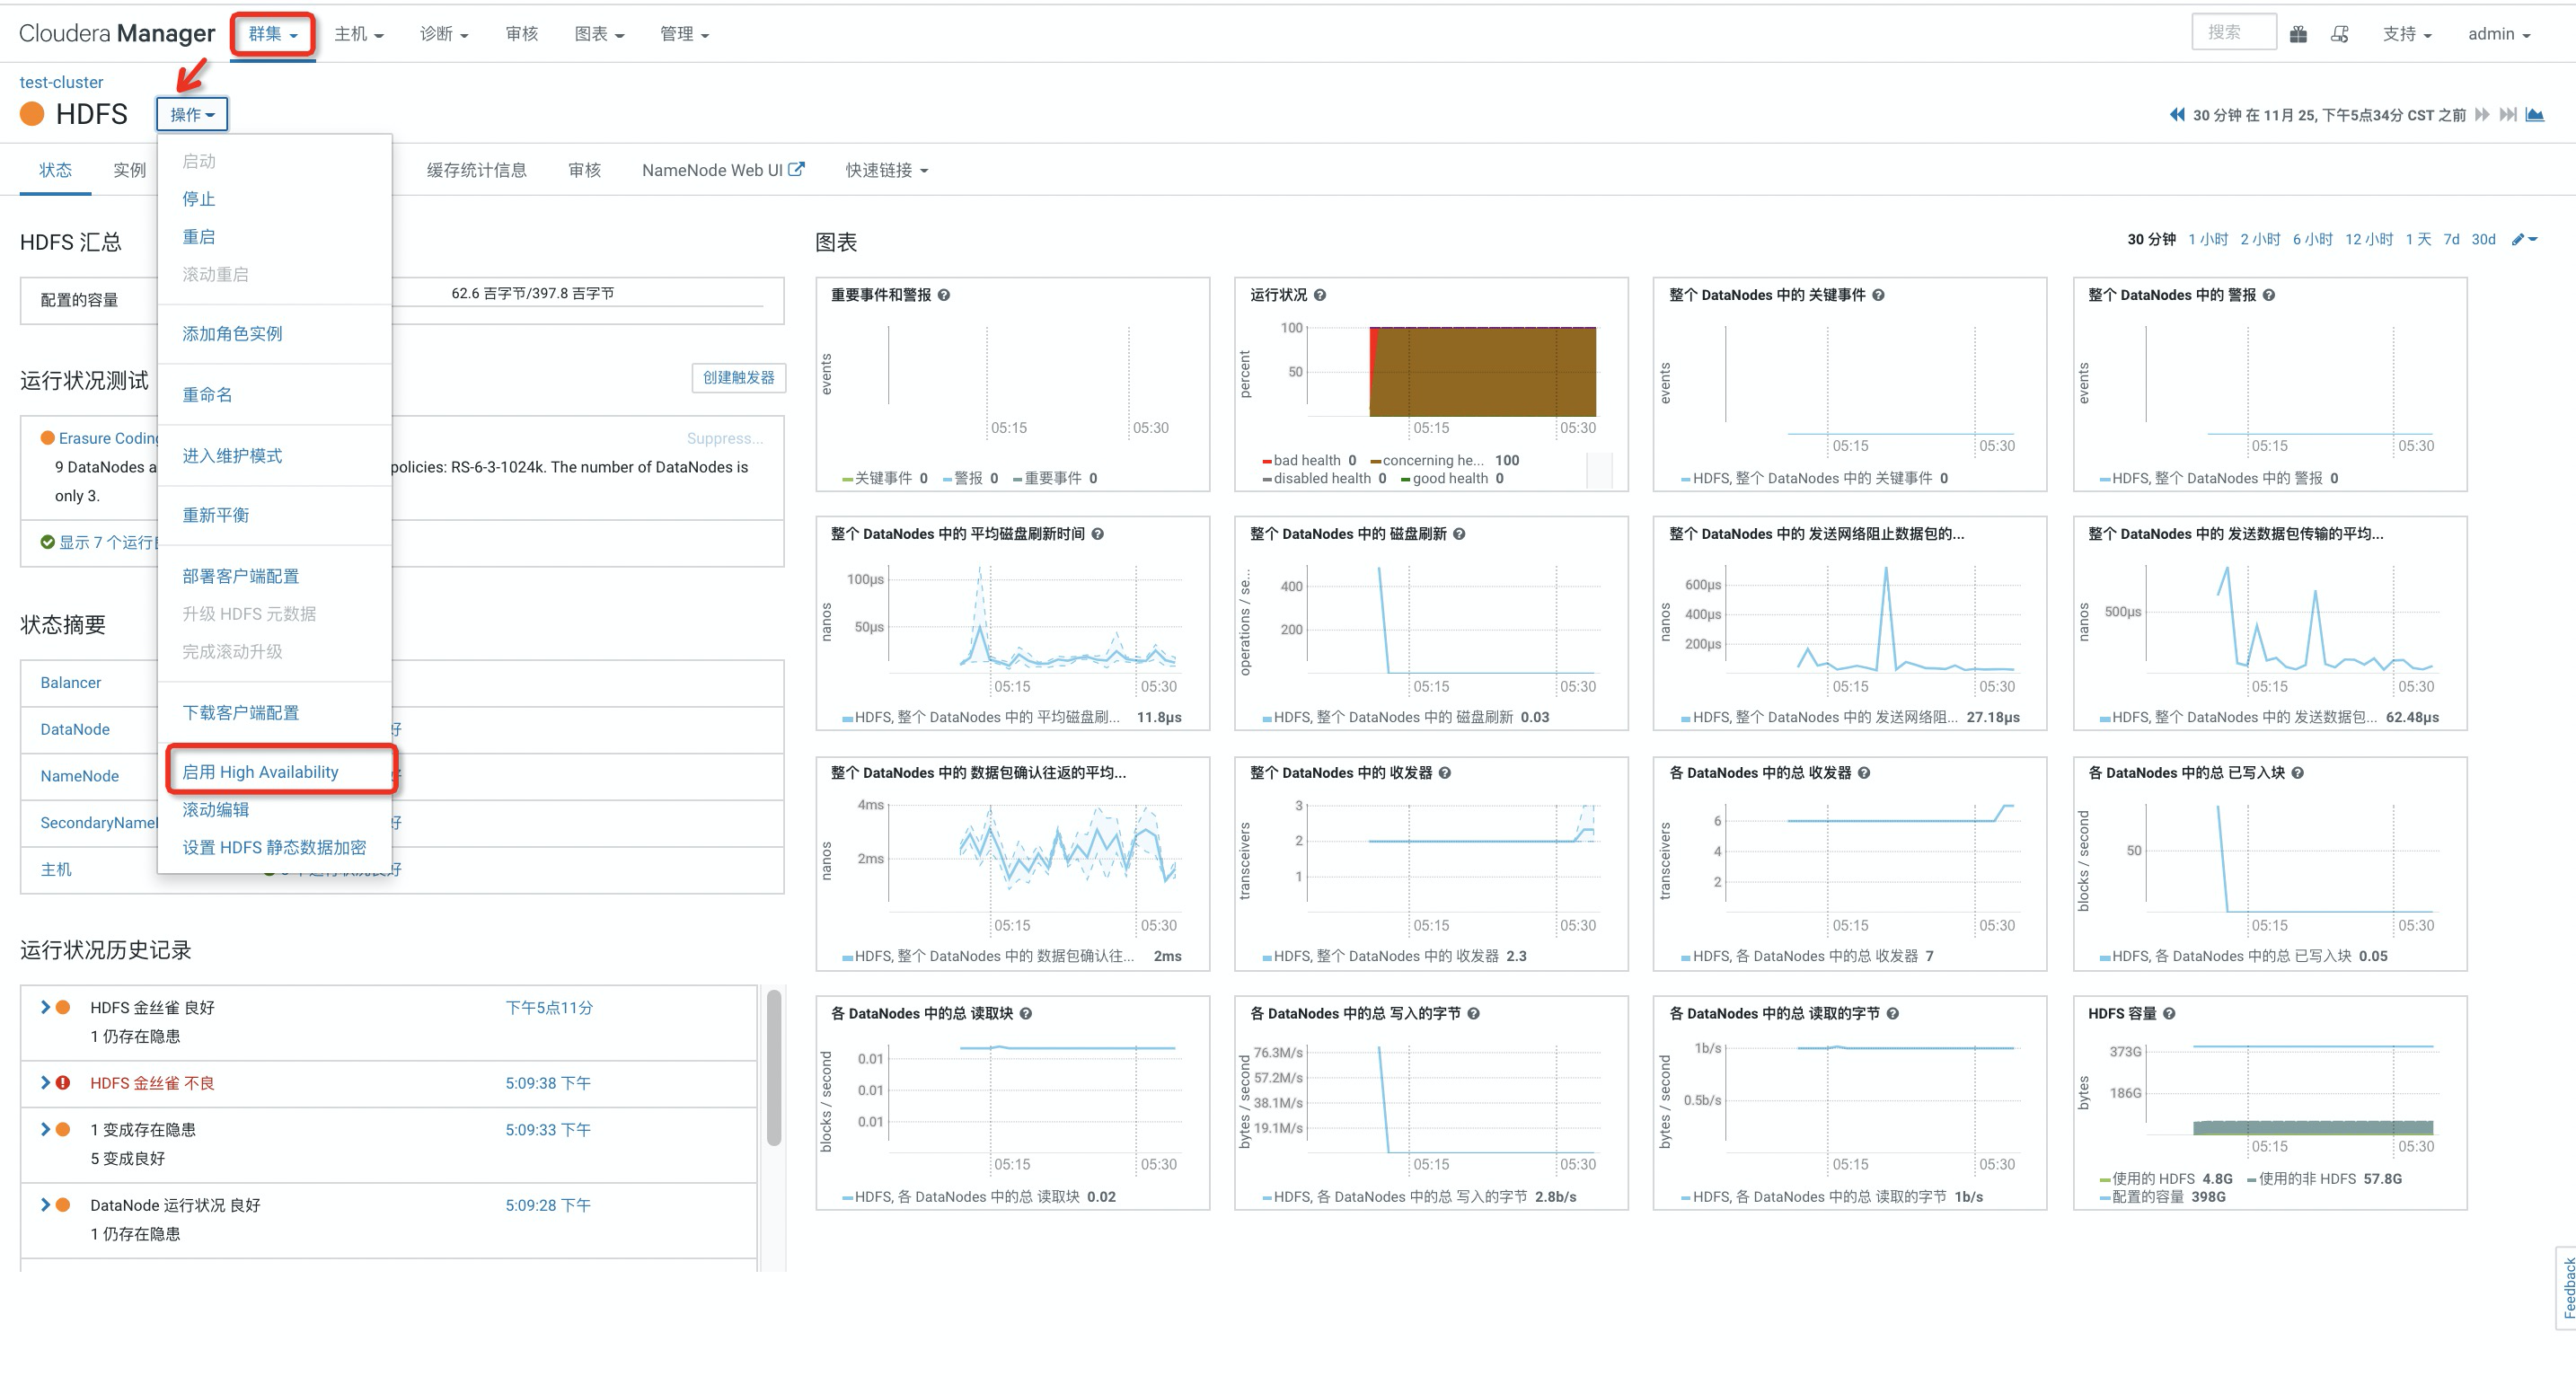 Cloudera Manager 群集 主机 诊断 审核 图表 管理 搜索 支持 admin
test-cluster
HDFS 操作 30 分钟 在 11月 25, 下午5点34分 CST 之前
状态 实例 缓存统计信息 审核 NameNode Web UI 快速链接
启动
停止
重启
滚动重启
添加角色实例
重命名
进入维护模式
重新平衡
部署客户端配置
升级 HDFS 元数据
完成滚动升级
下载客户端配置
启用 High Availability
滚动编辑
设置 HDFS 静态数据加密
HDFS 汇总
配置的容量 62.6 吉字节/397.8 吉字节
运行状况测试 创建触发器
Erasure Coding Suppress...
9 DataNodes a policies: RS-6-3-1024k. The number of DataNodes is
only 3.
显示 7 个运行
状态摘要
Balancer
DataNode 好
NameNode
SecondaryName 好
主机
运行状况历史记录
HDFS 金丝雀 良好 下午5点11分
1 仍存在隐患
HDFS 金丝雀 不良 5:09:38 下午
1 变成存在隐患 5:09:33 下午
5 变成良好
DataNode 运行状况 良好 5:09:28 下午
1 仍存在隐患
图表 30 分钟 1 小时 2 小时 6 小时 12 小时 1 天 7d 30d
重要事件和警报
events
05:15 05:30
关键事件 0 警报 0 重要事件 0
运行状况
percent
100
50
05:15 05:30
bad health 0 concerning he... 100
disabled health 0 good health 0
整个 DataNodes 中的 关键事件
events
05:15 05:30
HDFS, 整个 DataNodes 中的 关键事件 0
整个 DataNodes 中的 警报
events
05:15 05:30
HDFS, 整个 DataNodes 中的 警报 0
整个 DataNodes 中的 平均磁盘刷新时间
nanos
100µs
50µs
05:15 05:30
HDFS, 整个 DataNodes 中的 平均磁盘刷... 11.8µs
整个 DataNodes 中的 磁盘刷新
operations / se...
400
200
05:15 05:30
HDFS, 整个 DataNodes 中的 磁盘刷新 0.03
整个 DataNodes 中的 发送网络阻止数据包的...
nanos
600µs
400µs
200µs
05:15 05:30
HDFS, 整个 DataNodes 中的 发送网络阻... 27.18µs
整个 DataNodes 中的 发送数据包传输的平均...
nanos
500µs
05:15 05:30
HDFS, 整个 DataNodes 中的 发送数据包... 62.48µs
整个 DataNodes 中的 数据包确认往返的平均...
nanos
4ms
2ms
05:15 05:30
HDFS, 整个 DataNodes 中的 数据包确认往... 2ms
整个 DataNodes 中的 收发器
transceivers
3
2
1
05:15 05:30
HDFS, 整个 DataNodes 中的 收发器 2.3
各 DataNodes 中的总 收发器
transceivers
6
4
2
05:15 05:30
HDFS, 各 DataNodes 中的总 收发器 7
各 DataNodes 中的总 已写入块
blocks / second
50
05:15 05:30
HDFS, 各 DataNodes 中的总 已写入块 0.05
各 DataNodes 中的总 读取块
blocks / second
0.01
0.01
0.01
05:15 05:30
HDFS, 各 DataNodes 中的总 读取块 0.02
各 DataNodes 中的总 写入的字节
bytes / second
76.3M/s
57.2M/s
38.1M/s
19.1M/s
05:15 05:30
HDFS, 各 DataNodes 中的总 写入的字节 2.8b/s
各 DataNodes 中的总 读取的字节
bytes / second
1b/s
0.5b/s
05:15 05:30
HDFS, 各 DataNodes 中的总 读取的字节 1b/s
HDFS 容量
bytes
373G
186G
05:15 05:30
使用的 HDFS 4.8G 使用的非 HDFS 57.8G
配置的容量 398G
Feedback